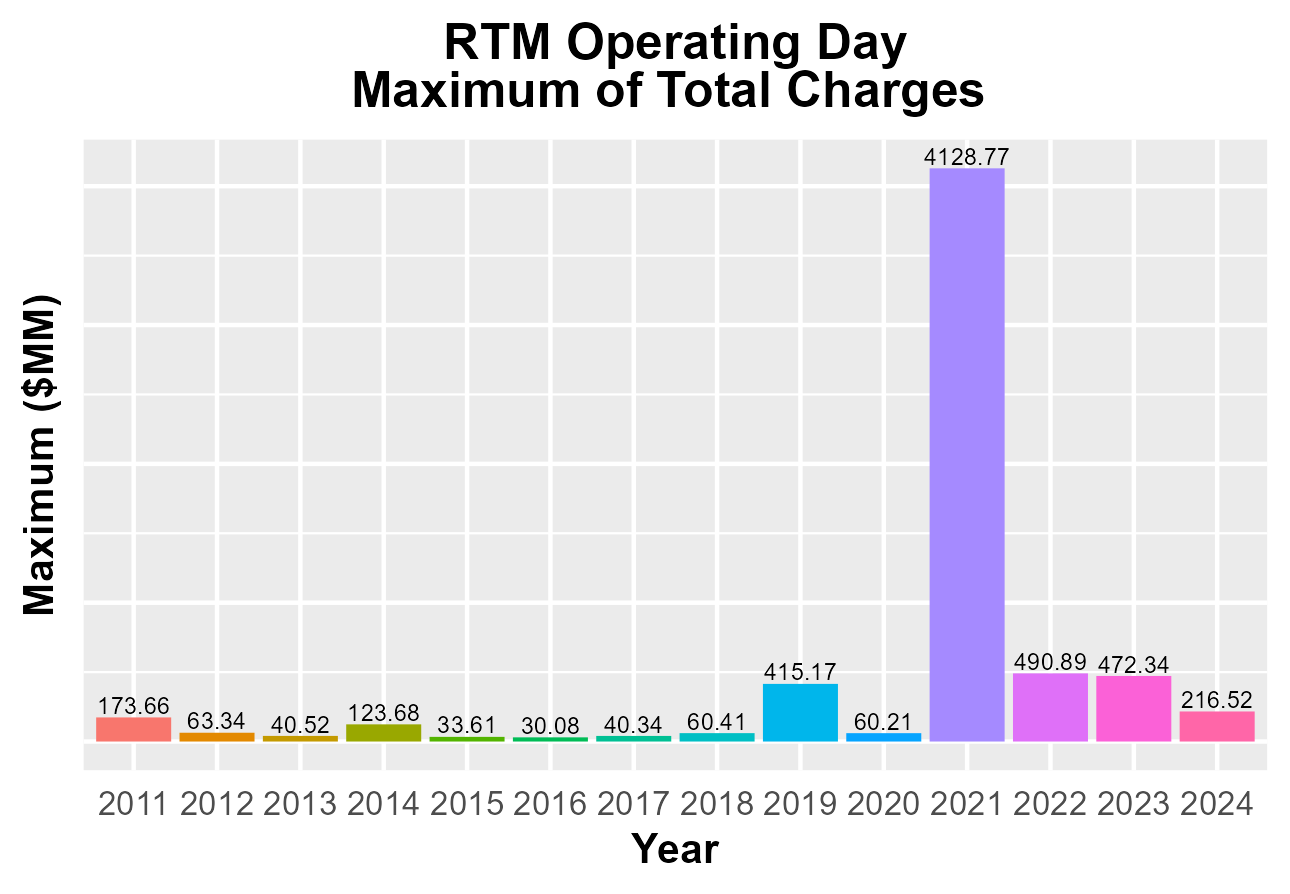 RTM Operating Day
Maximum of Total Charges
Maximum ($MM)
4128.77
173.66 63.34 40.52 123.68 33.61 30.08 40.34 60.41 415.17 60.21 490.89 472.34 216.52
2011 2012 2013 2014 2015 2016 2017 2018 2019 2020 2021 2022 2023 2024
Year